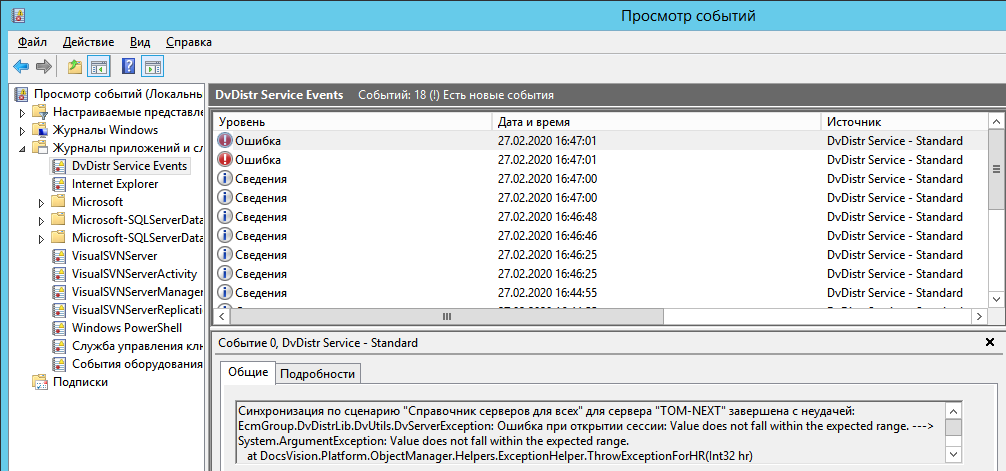 Просмотр событий
Файл Действие Вид Справка
Просмотр событий (Локальны
Настраиваемые представле
Журналы Windows
Журналы приложений и сл
DvDistr Service Events
Internet Explorer
Microsoft
Microsoft-SQLServerData
Microsoft-SQLServerData
VisualSVNServer
VisualSVNServerActivity
VisualSVNServerManager
VisualSVNServerReplicati
Windows PowerShell
Служба управления клю
События оборудования
Подписки
DvDistr Service Events Событий: 18 (!) Есть новые события
Уровень Дата и время Источник
Ошибка 27.02.2020 16:47:01 DvDistr Service - Standard
Ошибка 27.02.2020 16:47:01 DvDistr Service - Standard
Сведения 27.02.2020 16:47:00 DvDistr Service - Standard
Сведения 27.02.2020 16:47:00 DvDistr Service - Standard
Сведения 27.02.2020 16:46:48 DvDistr Service - Standard
Сведения 27.02.2020 16:46:46 DvDistr Service - Standard
Сведения 27.02.2020 16:46:25 DvDistr Service - Standard
Сведения 27.02.2020 16:46:25 DvDistr Service - Standard
Сведения 27.02.2020 16:44:55 DvDistr Service - Standard
Событие 0, DvDistr Service - Standard
Общие Подробности
Синхронизация по сценарию "Справочник серверов для всех" для сервера "TOM-NEXT" завершена с неудачей:
EcmGroup.DvDistrLib.DvUtils.DvServerException: Ошибка при открытии сессии: Value does not fall within the expected range. --->
System.ArgumentException: Value does not fall within the expected range.
at DocsVision.Platform.ObjectManager.Helpers.ExceptionHelper.ThrowExceptionForHR(Int32 hr)